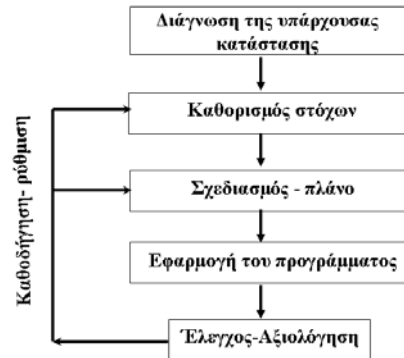 Διάγνωση της υπάρχουσας
κατάστασης
Καθορισμός στόχων
Σχεδιασμός - πλάνο
Εφαρμογή του προγράμματος
Έλεγχος-Αξιολόγηση
Καθοδήγηση- ρύθμιση